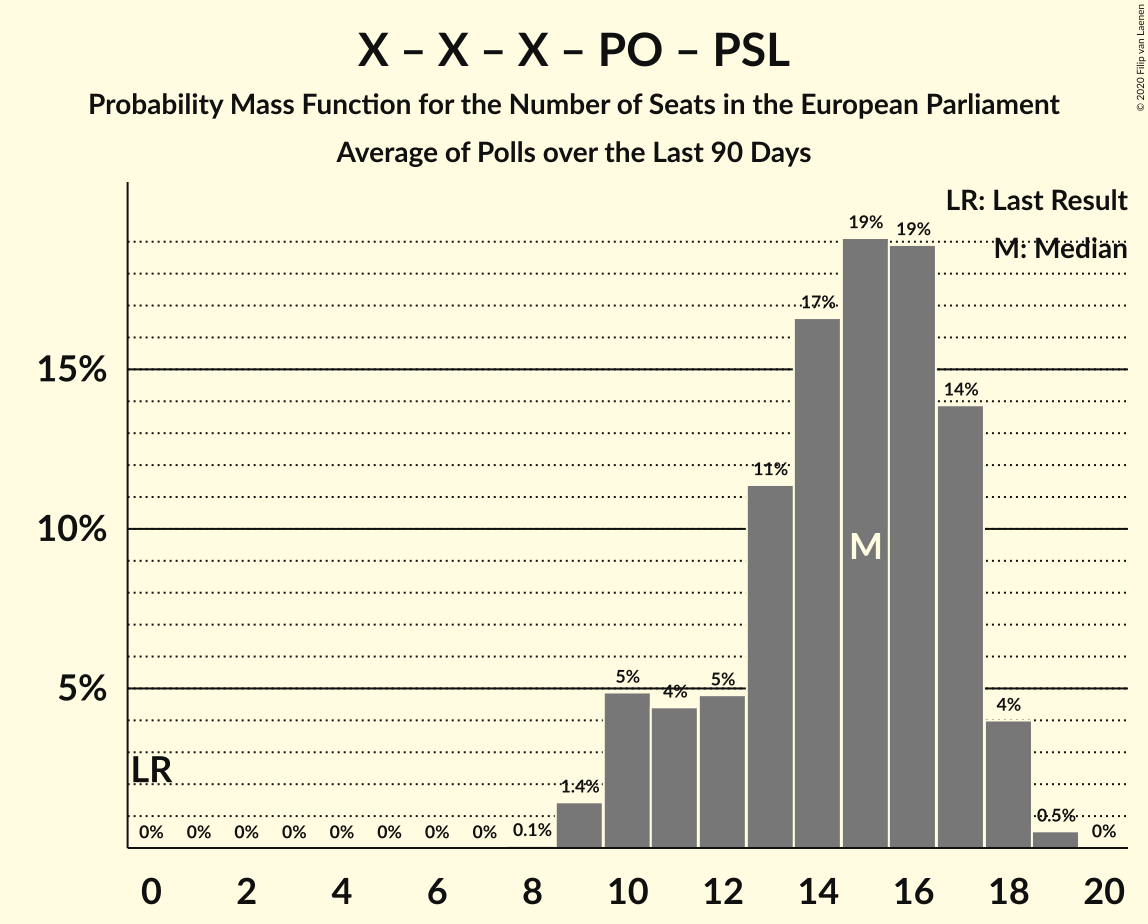 X – X – X – PO – PSL
Probability Mass Function for the Number of Seats in the European Parliament
Average of Polls over the Last 90 Days
© 2020 Filip van Laenen
LR: Last Result
M: Median
15%
10%
5%
LR
M
0% 0% 0% 0% 0% 0% 0% 0% 0.1% 1.4% 5% 4% 5% 11% 17% 19% 19% 14% 4% 0.5% 0%
0 2 4 6 8 10 12 14 16 18 20